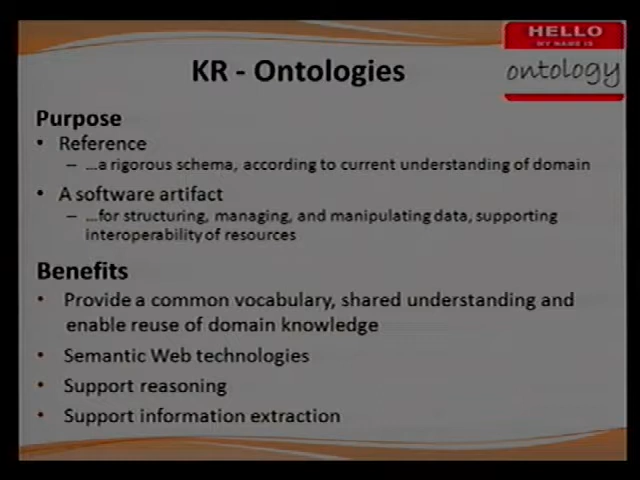 HELLO
MY NAME IS
ontology
KR - Ontologies
Purpose
• Reference
– ...a rigorous schema, according to current understanding of domain
• A software artifact
– ...for structuring, managing, and manipulating data, supporting
interoperability of resources
Benefits
• Provide a common vocabulary, shared understanding and
enable reuse of domain knowledge
• Semantic Web technologies
• Support reasoning
• Support information extraction